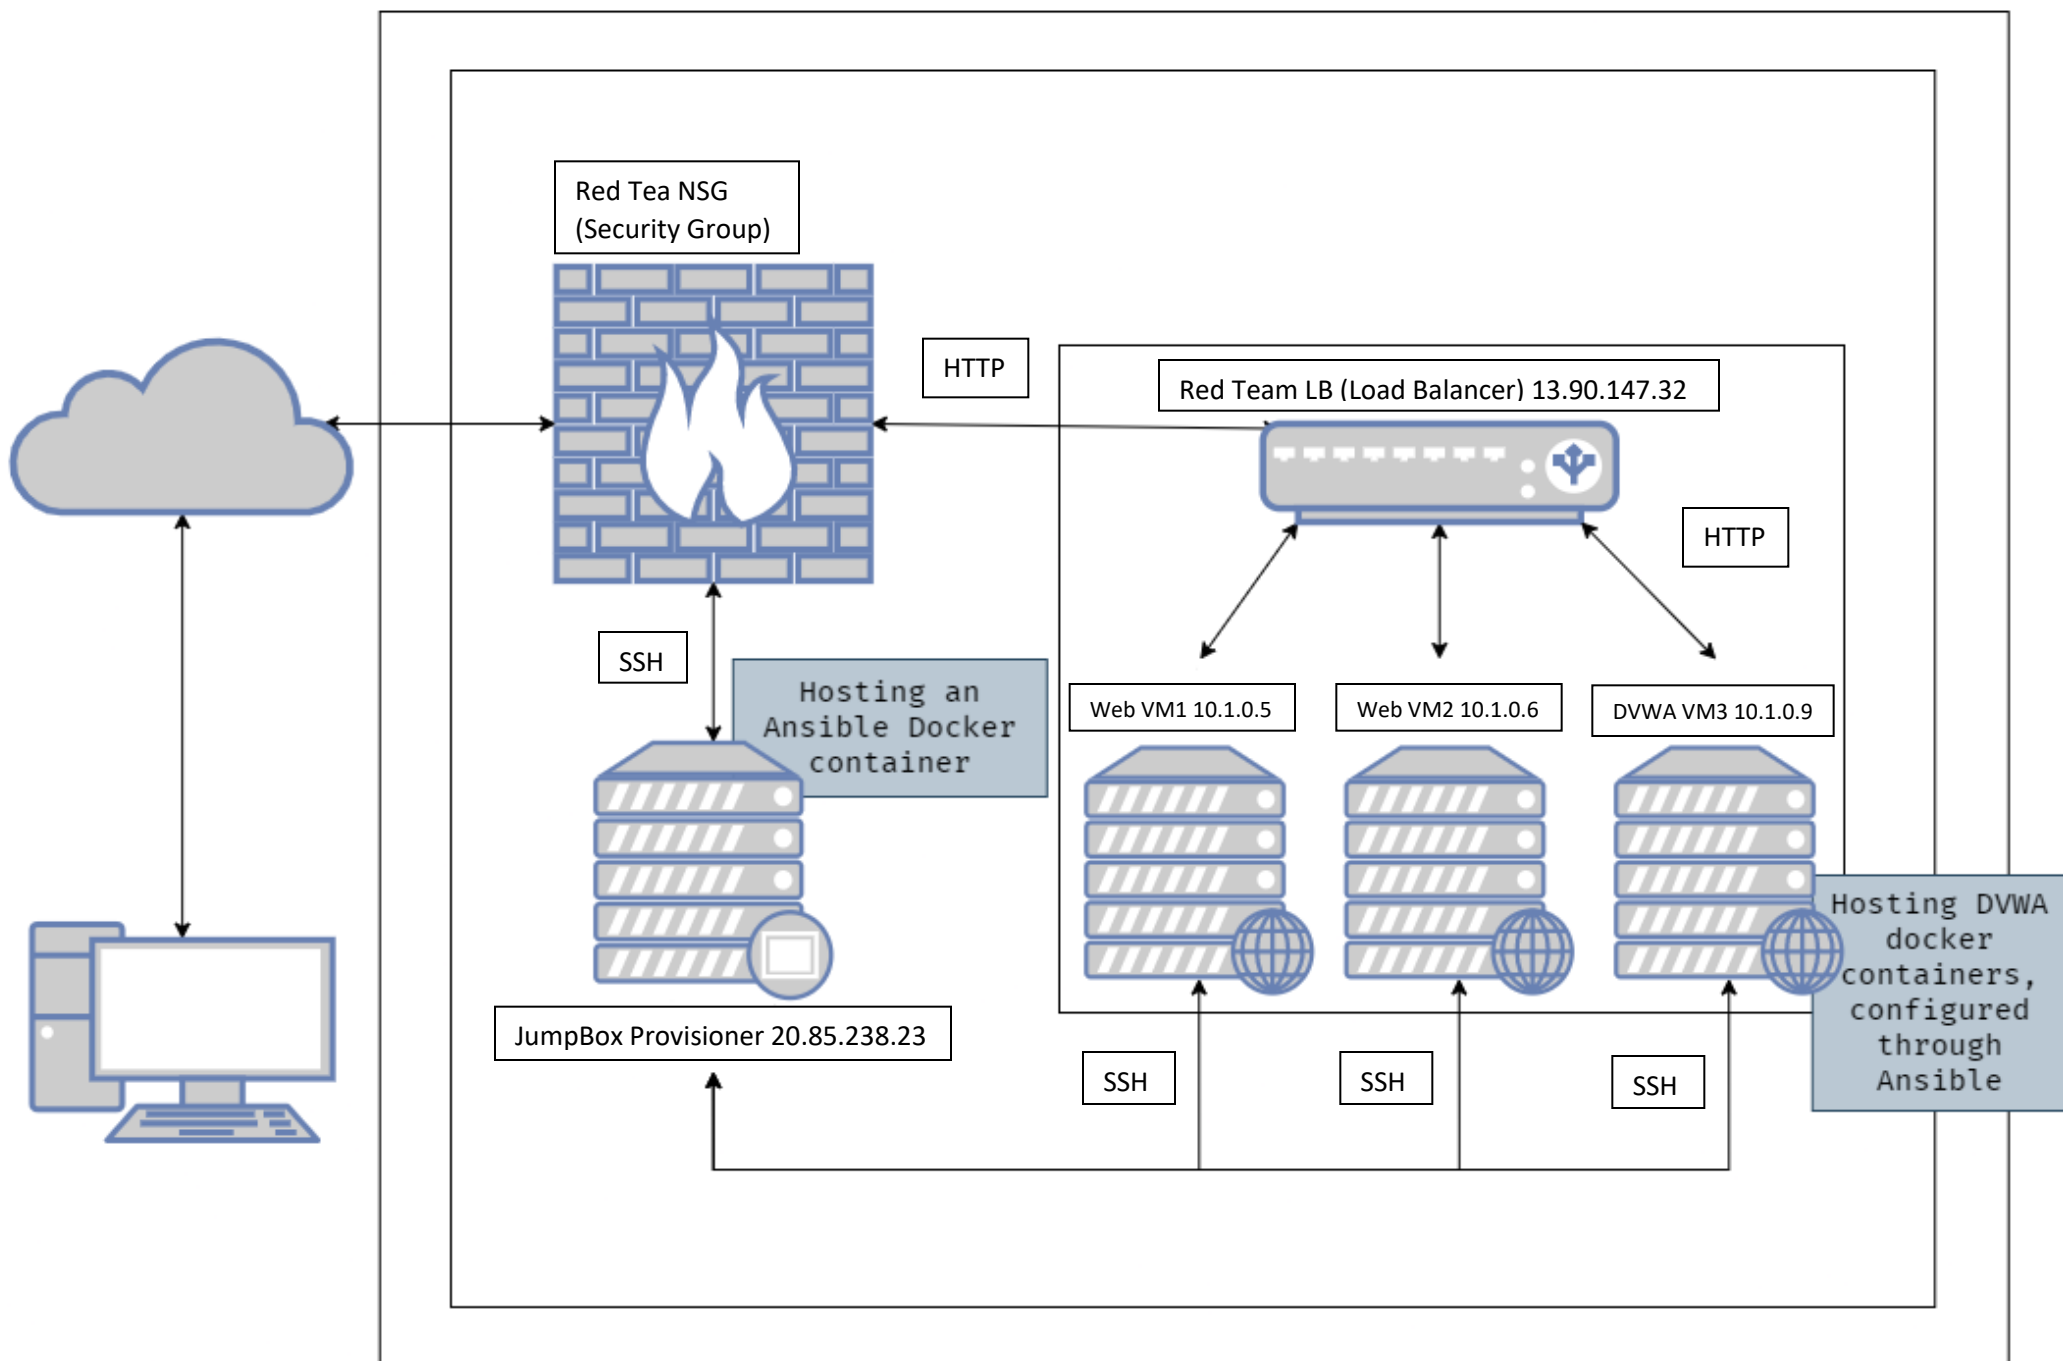 Red Tea NSG
(Security Group)
HTTP
Red Team LB (Load Balancer) 13.90.147.32
HTTP
SSH
Hosting an
Ansible Docker
container
Web VM1 10.1.0.5
Web VM2 10.1.0.6
DVWA VM3 10.1.0.9
Hosting DVWA
docker
containers,
configured
through
Ansible
JumpBox Provisioner 20.85.238.23
SSH
SSH
SSH